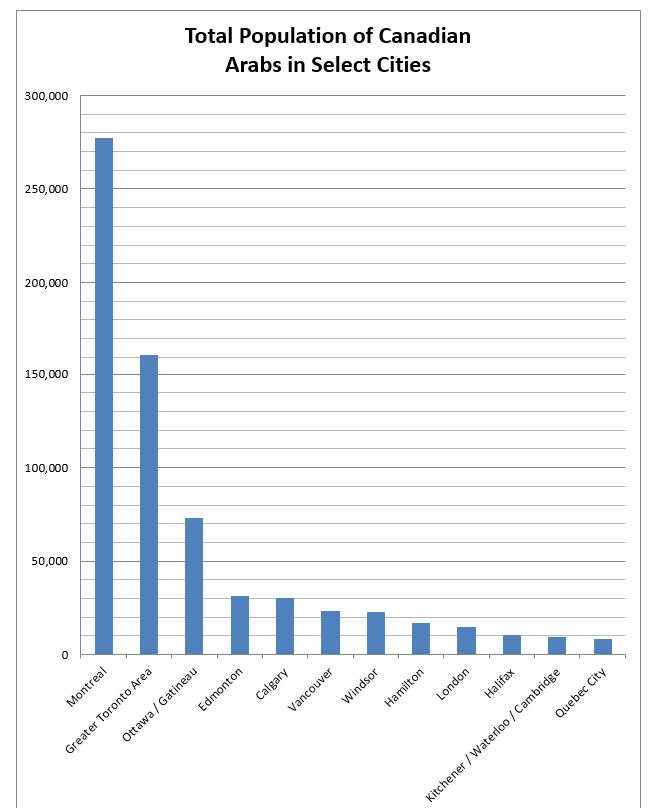 Total Population of Canadian
Arabs in Select Cities
300,000
250,000
200,000
150,000
100,000
50,000
0
Montreal
Greater Toronto Area
Ottawa / Gatineau
Edmonton
Calgary
Vancouver
Windsor
Hamilton
London
Halifax
Kitchener / Waterloo / Cambridge
Quebec City